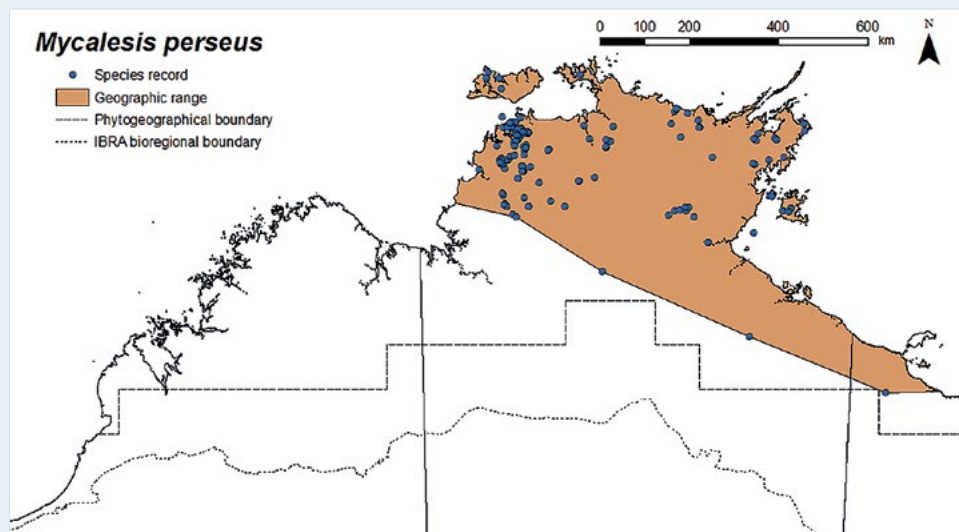 Mycalesis perseus
Species record
Geographic range
Phytogeographical boundary
IBRA bioregional boundary
0 100 200 400 600
km
N